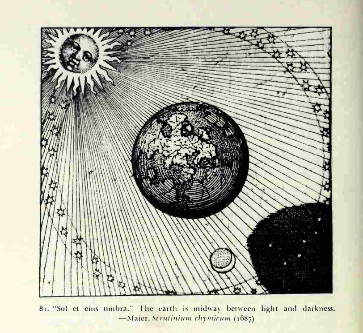 81. "Sol et eius umbra." The earth is midway between light and darkness.
—Maier, Scrutinium chymicum (1687)